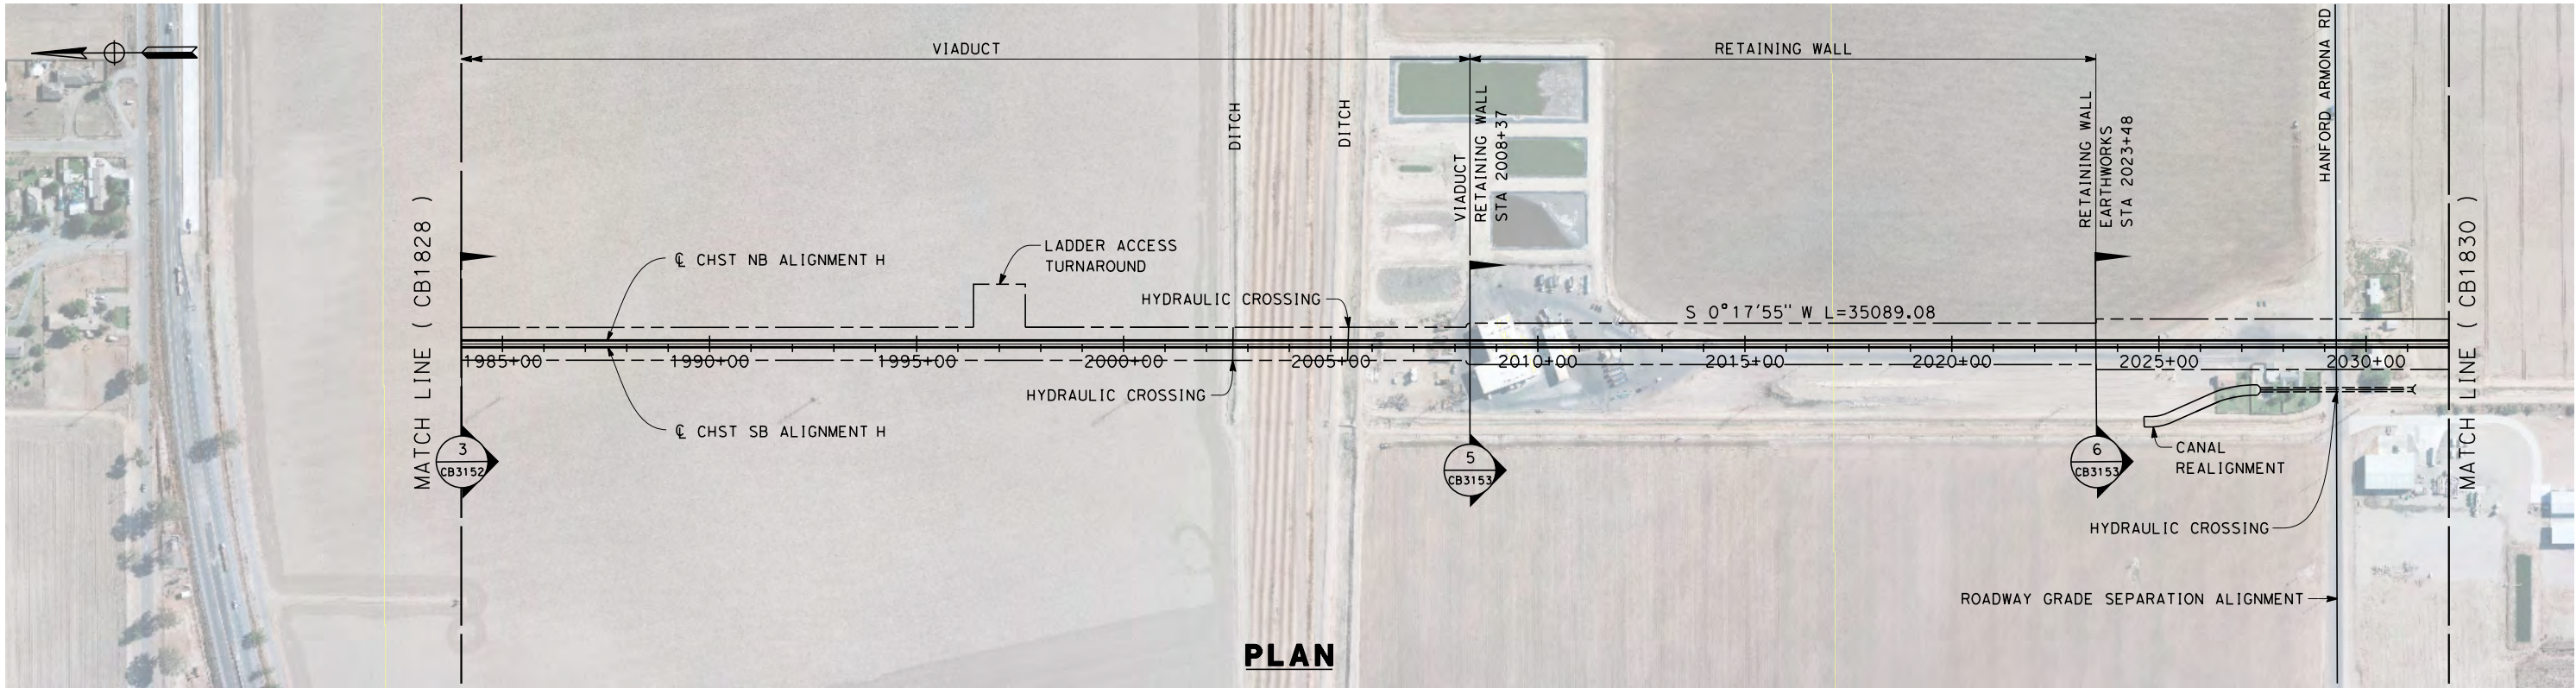 VIADUCT
RETAINING WALL
HANFORD ARMONA RD
DITCH
DITCH
VIADUCT
RETAINING WALL
STA 2008+37
RETAINING WALL
EARTHWORKS
STA 2023+48
MATCH LINE ( CB1828 )
MATCH LINE ( CB1830 )
℄ CHST NB ALIGNMENT H
LADDER ACCESS
TURNAROUND
HYDRAULIC CROSSING
S 0°17'55" W L=35089.08
1985+00
1990+00
1995+00
2000+00
2005+00
2010+00
2015+00
2020+00
2025+00
2030+00
HYDRAULIC CROSSING
℄ CHST SB ALIGNMENT H
3
CB3152
5
CB3153
6
CB3153
CANAL
REALIGNMENT
HYDRAULIC CROSSING
ROADWAY GRADE SEPARATION ALIGNMENT
PLAN